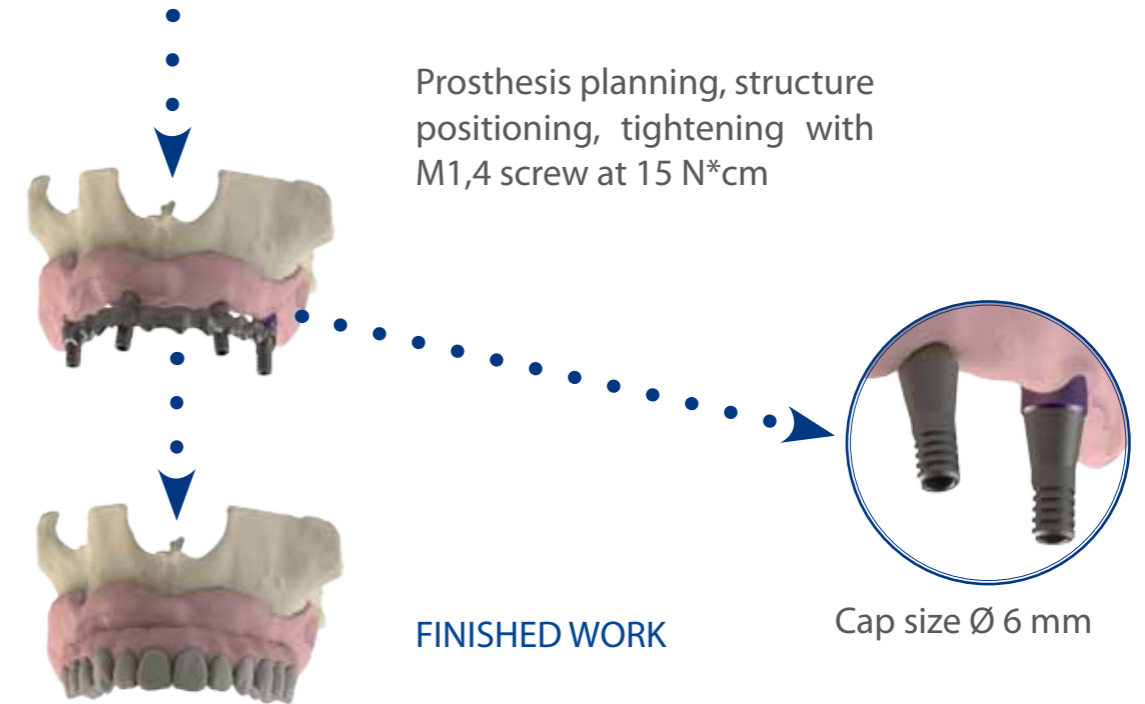 Prosthesis planning, structure
positioning, tightening with
M1,4 screw at 15 N*cm
Cap size Ø 6 mm
FINISHED WORK